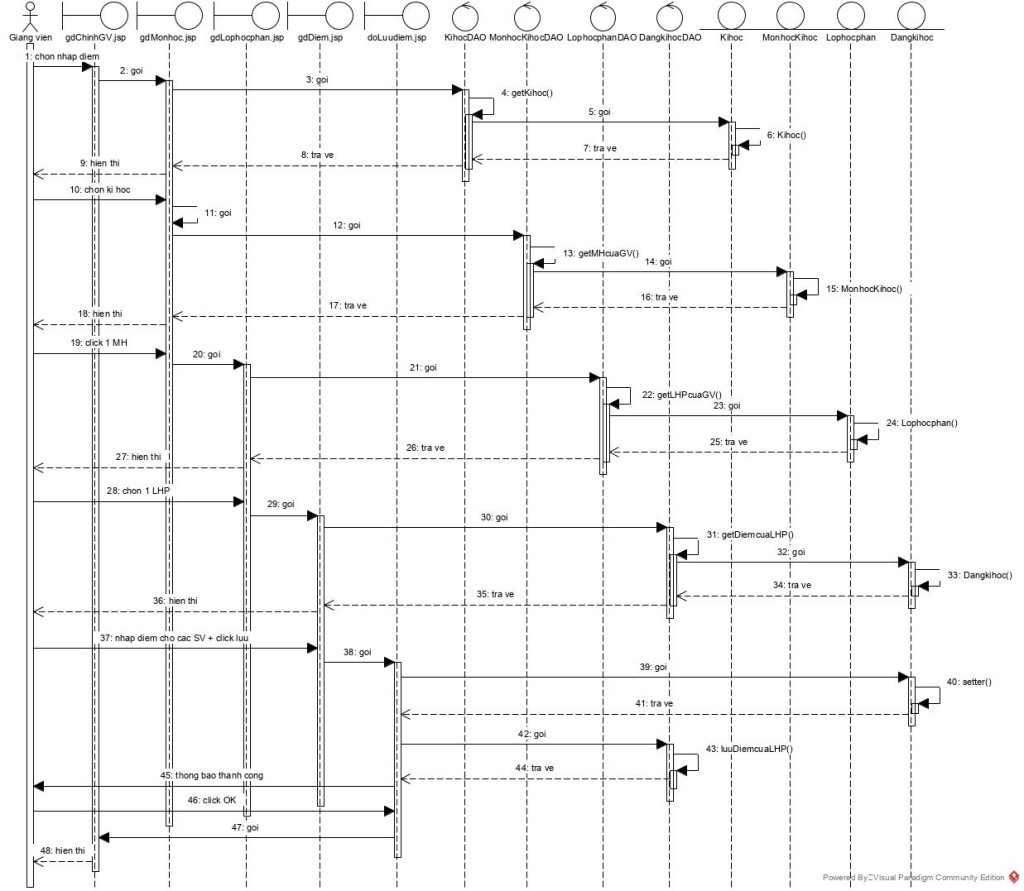 Giang vien
gdChinhGV.jsp
gdMonhoc.jsp
gdLophocphan.jsp
gdDiem.jsp
doLuudiem.jsp
KihocDAO
MonhocKihocDAO
LophocphanDAO
DangkihocDAO
Kihoc
MonhocKihoc
Lophocphan
Dangkihoc
1: chon nhap diem
2: goi
3: goi
4: getKihoc()
5: goi
6: Kihoc()
7: tra ve
8: tra ve
9: hien thi
10: chon ki hoc
11: goi
12: goi
13: getMHcuaGV()
14: goi
15: MonhocKihoc()
16: tra ve
17: tra ve
18: hien thi
19: click 1 MH
20: goi
21: goi
22: getLHPcuaGV()
23: goi
24: Lophocphan()
25: tra ve
26: tra ve
27: hien thi
28: chon 1 LHP
29: goi
30: goi
31: getDiemcuaLHP()
32: goi
33: Dangkihoc()
34: tra ve
35: tra ve
36: hien thi
37: nhap diem cho cac SV + click luu
38: goi
39: goi
40: setter()
41: tra ve
42: goi
43: luuDiemcuaLHP()
44: tra ve
45: thong bao thanh cong
46: click OK
47: goi
48: hien thi
Powered By Visual Paradigm Community Edition